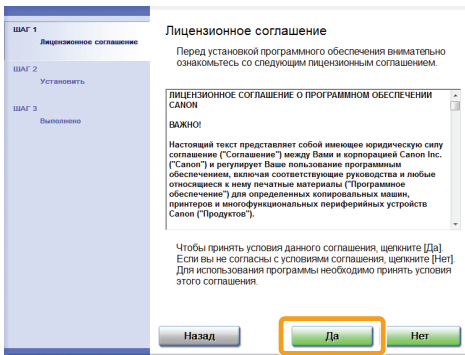 ШАГ 1
Лицензионное соглашение
ШАГ 2
Установить
ШАГ 3
Выполнено
Лицензионное соглашение
Перед установкой программного обеспечения внимательно
ознакомьтесь со следующим лицензионным соглашением.
ЛИЦЕНЗИОННОЕ СОГЛАШЕНИЕ О ПРОГРАММНОМ ОБЕСПЕЧЕНИИ
CANON
ВАЖНО!
Настоящий текст представляет собой имеющее юридическую силу
соглашение ("Соглашение") между Вами и корпорацией Canon Inc.
("Canon") и регулирует Ваше пользование программным
обеспечением, включая соответствующие руководства и любые
относящиеся к нему печатные материалы ("Программное
обеспечение") для определенных копировальных машин,
принтеров и многофункциональных периферийных устройств
Canon ("Продуктов").
Чтобы принять условия данного соглашения, щелкните [Да].
Если вы не согласны с условиями соглашения, щелкните [Нет].
Для использования программы необходимо принять условия
этого соглашения.
Назад
Да
Нет